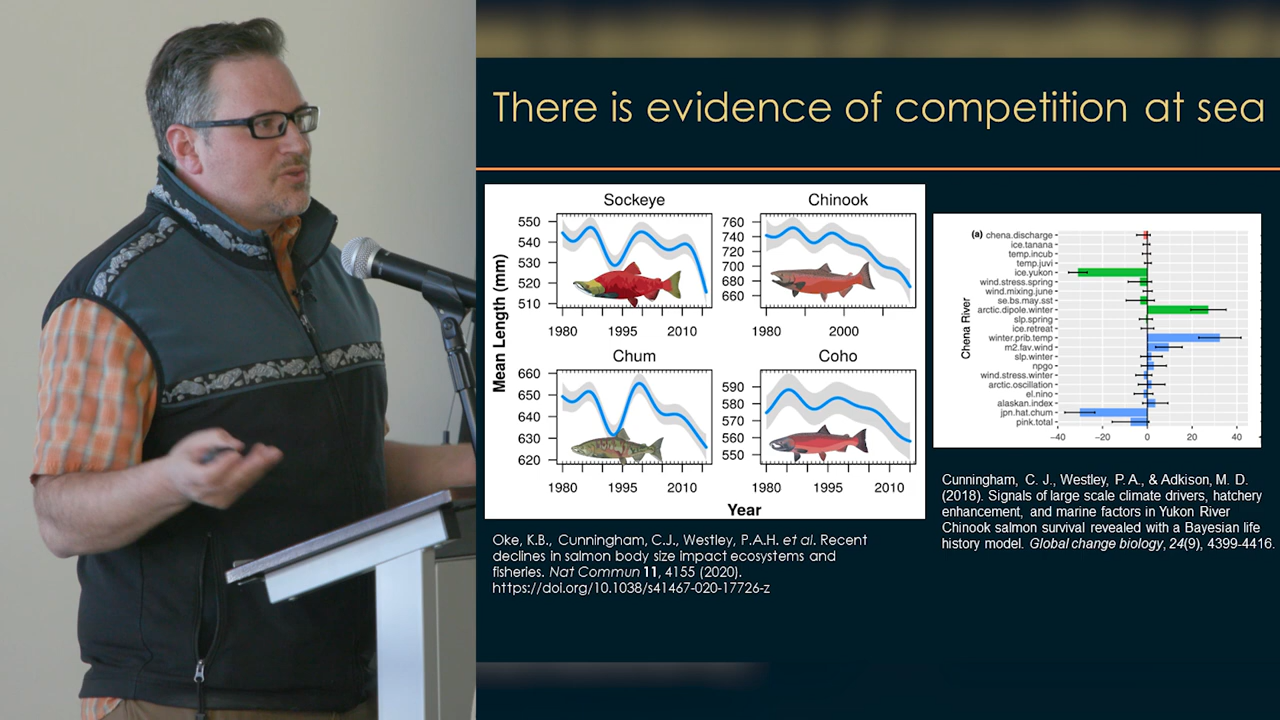 There is evidence of competition at sea
Sockeye
Chinook
550
540
530
520
510
760
740
720
700
680
660
1980
1995
2010
1980
2000
Chum
Coho
660
650
640
630
620
590
580
570
560
550
1980
1995
2010
1980
1995
2010
Mean Length (mm)
Year
(a)
chena.discharge
ice.tanana
temp.incub
temp.juvi
ice.yukon
wind.stress.spring
wind.mixing.june
se.bs.may.sst
arctic.dipole.winter
slp.spring
ice.retreat
winter.prib.temp
m2.fav.wind
slp.winter
npgo
wind.stress.winter
arctic.oscillation
el.nino
alaskan.index
jpn.hat.chum
pink.total
Chena River
−40 −20 0 20 40
Oke, K.B., Cunningham, C.J., Westley, P.A.H. et al. Recent
declines in salmon body size impact ecosystems and
fisheries. Nat Commun 11, 4155 (2020).
https://doi.org/10.1038/s41467-020-17726-z
Cunningham, C. J., Westley, P. A., & Adkison, M. D.
(2018). Signals of large scale climate drivers, hatchery
enhancement, and marine factors in Yukon River
Chinook salmon survival revealed with a Bayesian life
history model. Global change biology, 24(9), 4399-4416.